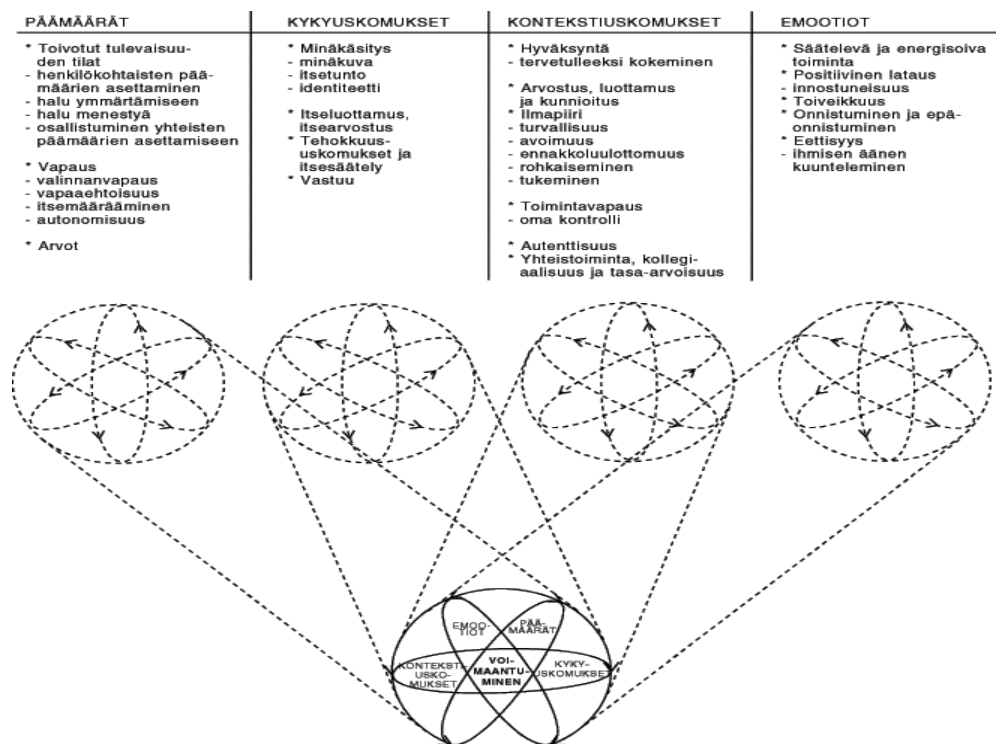 PÄÄMÄÄRÄT
* Toivotut tulevaisuu-
den tilat
- henkilökohtaisten pää-
määrien asettaminen
- halu ymmärtämiseen
- halu menestyä
- osallistuminen yhteisten
päämäärien asettamiseen
* Vapaus
- valinnanvapaus
- vapaaehtoisuus
- itsemäärääminen
- autonomisuus
* Arvot
KYKYUSKOMUKSET
* Minäkäsitys
- minäkuva
- itsetunto
- identiteetti
* Itseluottamus,
itsearvostus
* Tehokkuus-
uskomukset ja
itsesäätely
* Vastuu
KONTEKSTIUSKOMUKSET
* Hyväksyntä
- tervetulleeksi kokeminen
* Arvostus, luottamus
ja kunnioitus
* Ilmapiiri
- turvallisuus
- avoimuus
- ennakkoluulottomuus
- rohkaiseminen
- tukeminen
* Toimintavapaus
- oma kontrolli
* Autenttisuus
* Yhteistoiminta, kollegi-
aalisuus ja tasa-arvoisuus
EMOOTIOT
* Säätelevä ja energisoiva
toiminta
* Positiivinen lataus
- innostuneisuus
* Toiveikkuus
* Onnistuminen ja epä-
onnistuminen
* Eettisyys
- ihmisen äänen
kuunteleminen
EMOO-
TIOT
PÄÄ-
MÄÄRÄT
KONTEKSTI-
USKO-
MUKSET
VOI-
MAANTU-
MINEN
KYKY-
USKOMUKSET